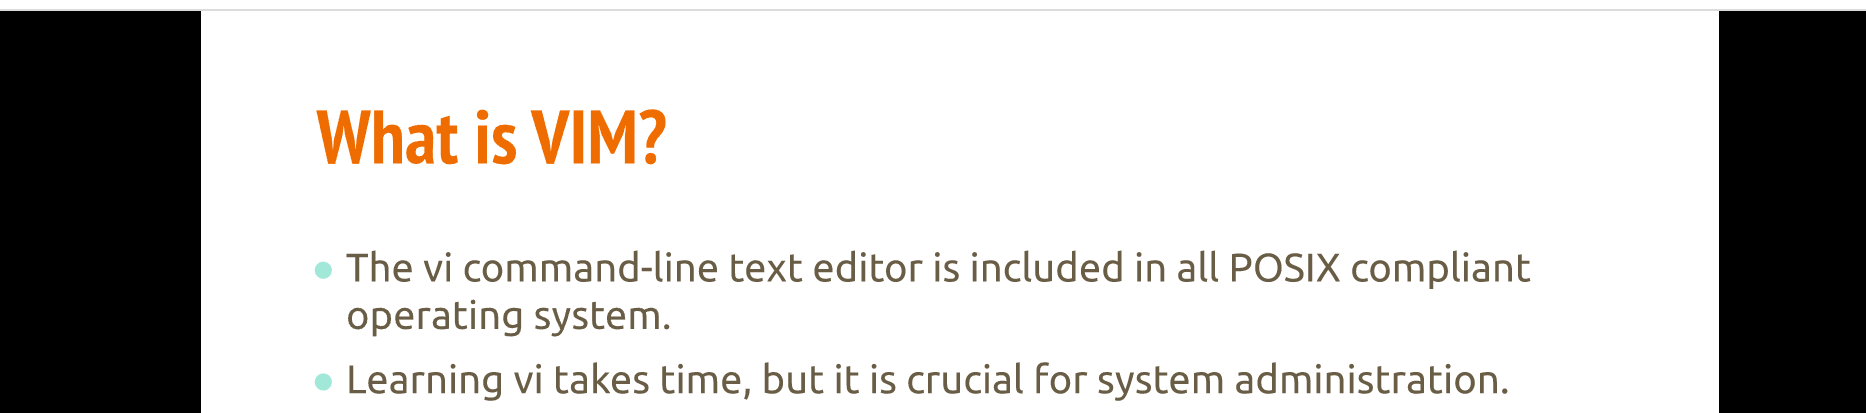 What is VIM?
The vi command-line text editor is included in all POSIX compliant
operating system.
Learning vi takes time, but it is crucial for system administration.